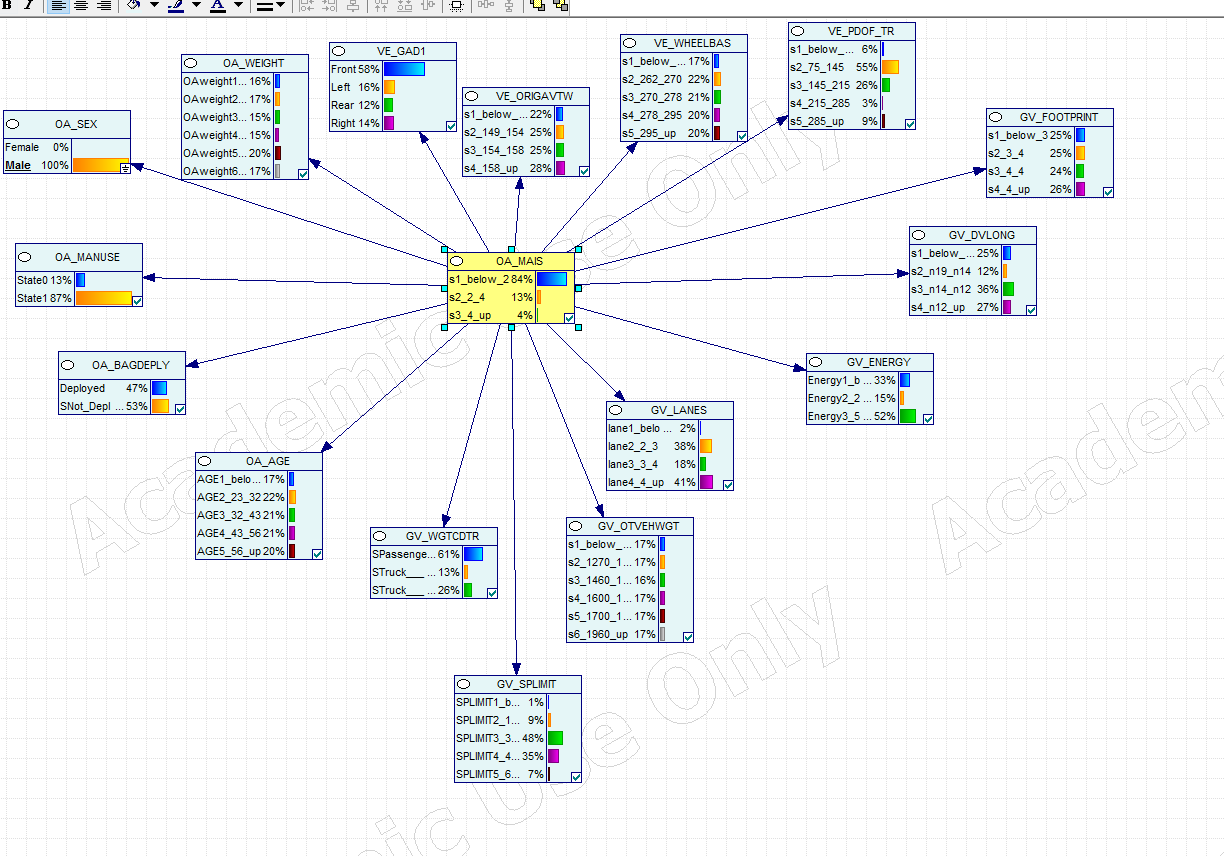 B I A
VE_PDOF_TR
s1_below_... 6%
s2_75_145 55%
s3_145_215 26%
s4_215_285 3%
s5_285_up 9%
VE_WHEELBAS
s1_below_... 17%
s2_262_270 22%
s3_270_278 21%
s4_278_295 20%
s5_295_up 20%
VE_GAD1
Front 58%
Left 16%
Rear 12%
Right 14%
OA_WEIGHT
OAweight1... 16%
OAweight2... 17%
OAweight3... 15%
OAweight4... 15%
OAweight5... 20%
OAweight6... 17%
VE_ORIGAVTW
s1_below_... 22%
s2_149_154 25%
s3_154_158 25%
s4_158_up 28%
OA_SEX
Female 0%
Male 100%
GV_FOOTPRINT
s1_below_3 25%
s2_3_4 25%
s3_4_4 24%
s4_4_up 26%
GV_DVLONG
s1_below_... 25%
s2_n19_n14 12%
s3_n14_n12 36%
s4_n12_up 27%
OA_MANUSE
State0 13%
State1 87%
OA_MAIS
s1_below_2 84%
s2_2_4 13%
s3_4_up 4%
OA_BAGDEPLY
Deployed 47%
SNot_Depl ... 53%
GV_ENERGY
Energy1_b ... 33%
Energy2_2 ... 15%
Energy3_5 ... 52%
GV_LANES
lane1_belo ... 2%
lane2_2_3 38%
lane3_3_4 18%
lane4_4_up 41%
OA_AGE
AGE1_belo... 17%
AGE2_23_32 22%
AGE3_32_43 21%
AGE4_43_56 21%
AGE5_56_up 20%
GV_WGTCDTR
SPassenge... 61%
STruck___ ... 13%
STruck___ ... 26%
GV_OTVEHWGT
s1_below_... 17%
s2_1270_1... 17%
s3_1460_1... 16%
s4_1600_1... 17%
s5_1700_1... 17%
s6_1960_up 17%
GV_SPLIMIT
SPLIMIT1_b... 1%
SPLIMIT2_1... 9%
SPLIMIT3_3... 48%
SPLIMIT4_4... 35%
SPLIMIT5_6... 7%
Academic Use Only
Academ
ic Use Only